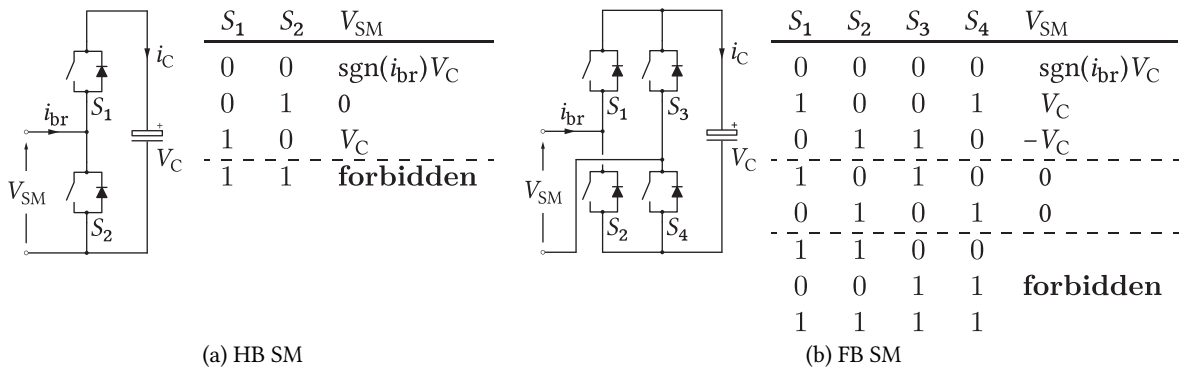 i_C
S_1
i_br
V_C
V_SM
S_2
+
S_1 S_2 V_SM
0 0 sgn(i_br)V_C
0 1 0
1 0 V_C
1 1 forbidden
(a) HB SM
i_C
S_1
S_3
i_br
V_C
V_SM
S_2
S_4
+
S_1 S_2 S_3 S_4 V_SM
0 0 0 0 sgn(i_br)V_C
1 0 0 1 V_C
0 1 1 0 –V_C
1 0 1 0 0
0 1 0 1 0
1 1 0 0
0 0 1 1 forbidden
1 1 1 1
(b) FB SM